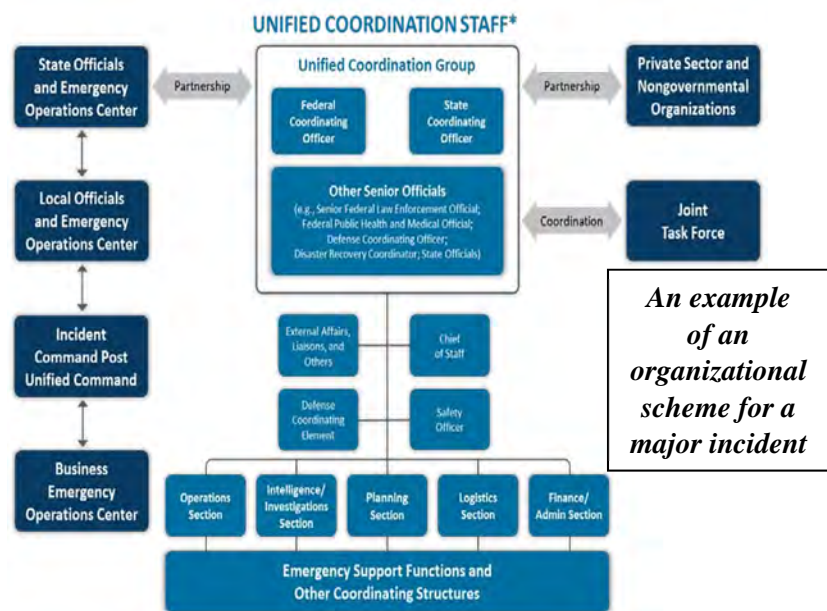 UNIFIED COORDINATION STAFF*
State Officials
and Emergency
Operations Center
Partnership
Unified Coordination Group
Federal
Coordinating
Officer
State
Coordinating
Officer
Other Senior Officials
(e.g., Senior Federal Law Enforcement Official;
Federal Public Health and Medical Official;
Defense Coordinating Officer;
Disaster Recovery Coordinator; State Officials)
Partnership
Private Sector and
Nongovernmental
Organizations
Local Officials
and Emergency
Operations Center
Coordination
Joint
Task Force
Incident
Command Post
Unified Command
Business
Emergency
Operations Center
An example
of an
organizational
scheme for a
major incident
External Affairs,
Liaisons, and
Others
Chief
of Staff
Defense
Coordinating
Element
Safety
Officer
Operations
Section
Intelligence/
Investigations
Section
Planning
Section
Logistics
Section
Finance/
Admin Section
Emergency Support Functions and
Other Coordinating Structures